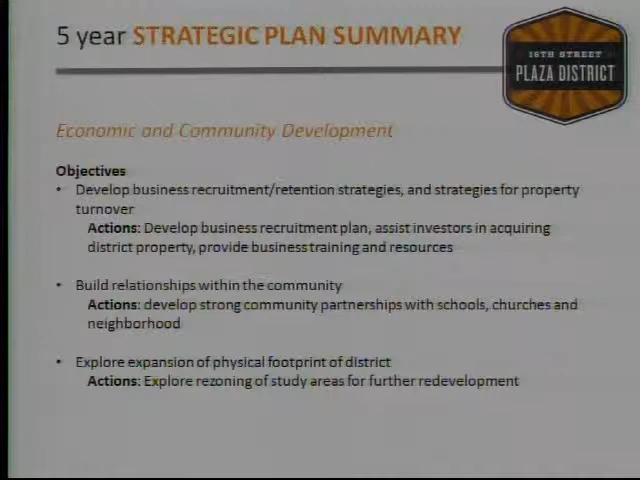 5 year STRATEGIC PLAN SUMMARY
16TH STREET
PLAZA DISTRICT
Economic and Community Development
Objectives
• Develop business recruitment/retention strategies, and strategies for property
turnover
Actions: Develop business recruitment plan, assist investors in acquiring
district property, provide business training and resources
• Build relationships within the community
Actions: develop strong community partnerships with schools, churches and
neighborhood
• Explore expansion of physical footprint of district
Actions: Explore rezoning of study areas for further redevelopment